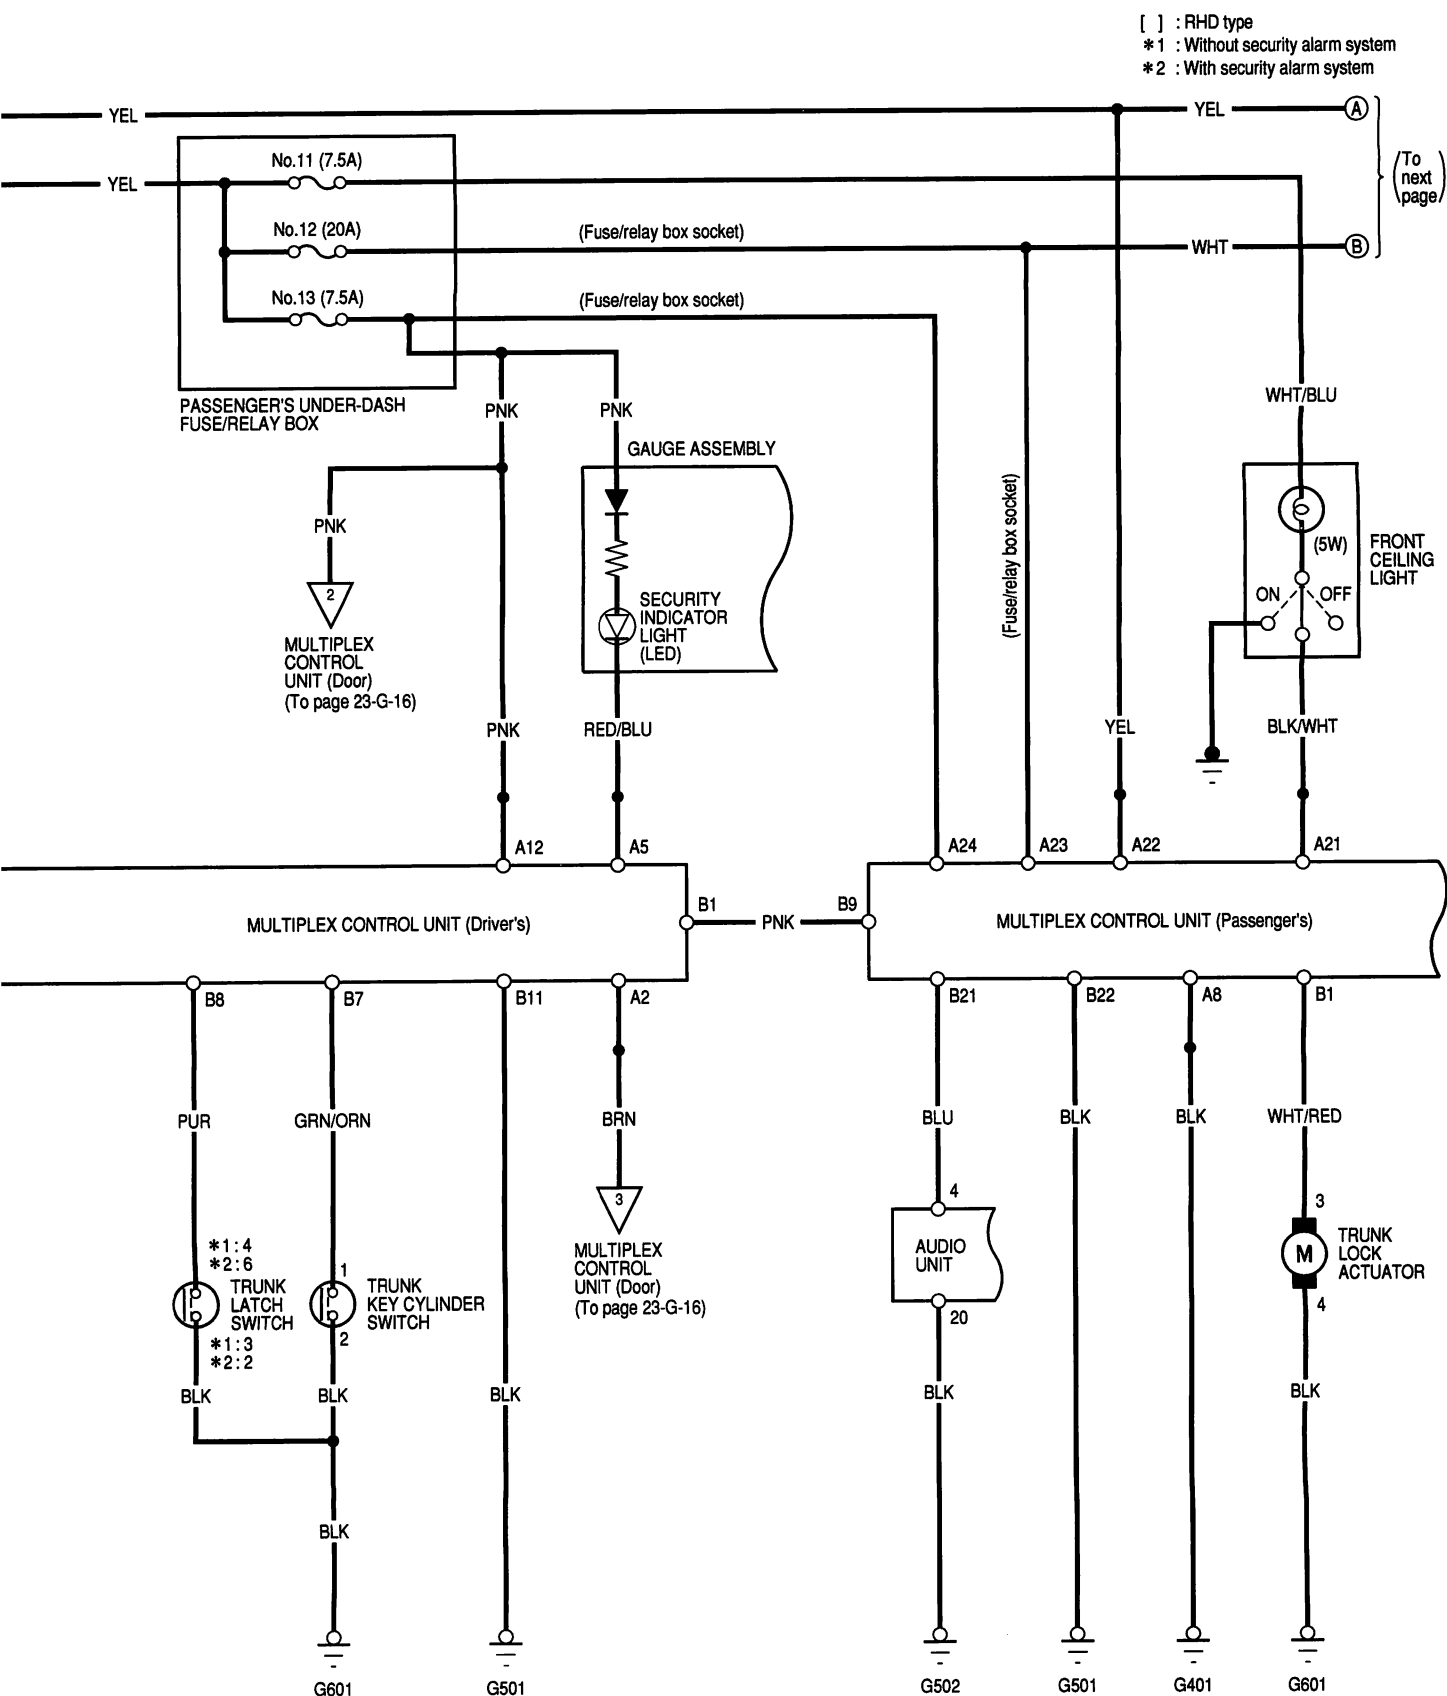 [ ] : RHD type
*1 : Without security alarm system
*2 : With security alarm system
YEL
YEL
A
No.11 (7.5A)
(To
next
page)
YEL
No.12 (20A)
(Fuse/relay box socket)
WHT
B
No.13 (7.5A)
(Fuse/relay box socket)
PASSENGER'S UNDER-DASH
FUSE/RELAY BOX
PNK
PNK
WHT/BLU
GAUGE ASSEMBLY
(Fuse/relay box socket)
PNK
(5W)
FRONT
CEILING
LIGHT
ON
OFF
2
SECURITY
INDICATOR
LIGHT
(LED)
MULTIPLEX
CONTROL
UNIT (Door)
(To page 23-G-16)
PNK
RED/BLU
YEL
BLK/WHT
A12
A5
A24
A23
A22
A21
MULTIPLEX CONTROL UNIT (Driver's)
B1
PNK
B9
MULTIPLEX CONTROL UNIT (Passenger's)
B8
B7
B11
A2
B21
B22
A8
B1
PUR
GRN/ORN
BRN
BLU
BLK
BLK
WHT/RED
3
MULTIPLEX
CONTROL
UNIT (Door)
(To page 23-G-16)
4
AUDIO
UNIT
20
3
M
TRUNK
LOCK
ACTUATOR
4
*1:4
*2:6
TRUNK
LATCH
SWITCH
*1:3
*2:2
1
TRUNK
KEY CYLINDER
SWITCH
2
BLK
BLK
BLK
BLK
BLK
BLK
G601
G501
G502
G501
G401
G601